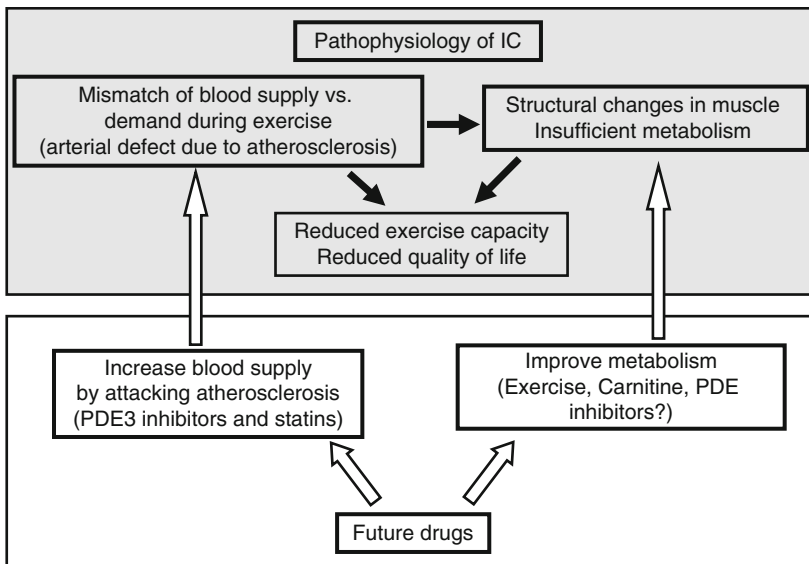 Pathophysiology of IC
Mismatch of blood supply vs.
demand during exercise
(arterial defect due to atherosclerosis)
Structural changes in muscle
Insufficient metabolism
Reduced exercise capacity
Reduced quality of life
Increase blood supply
by attacking atherosclerosis
(PDE3 inhibitors and statins)
Improve metabolism
(Exercise, Carnitine, PDE
inhibitors?)
Future drugs